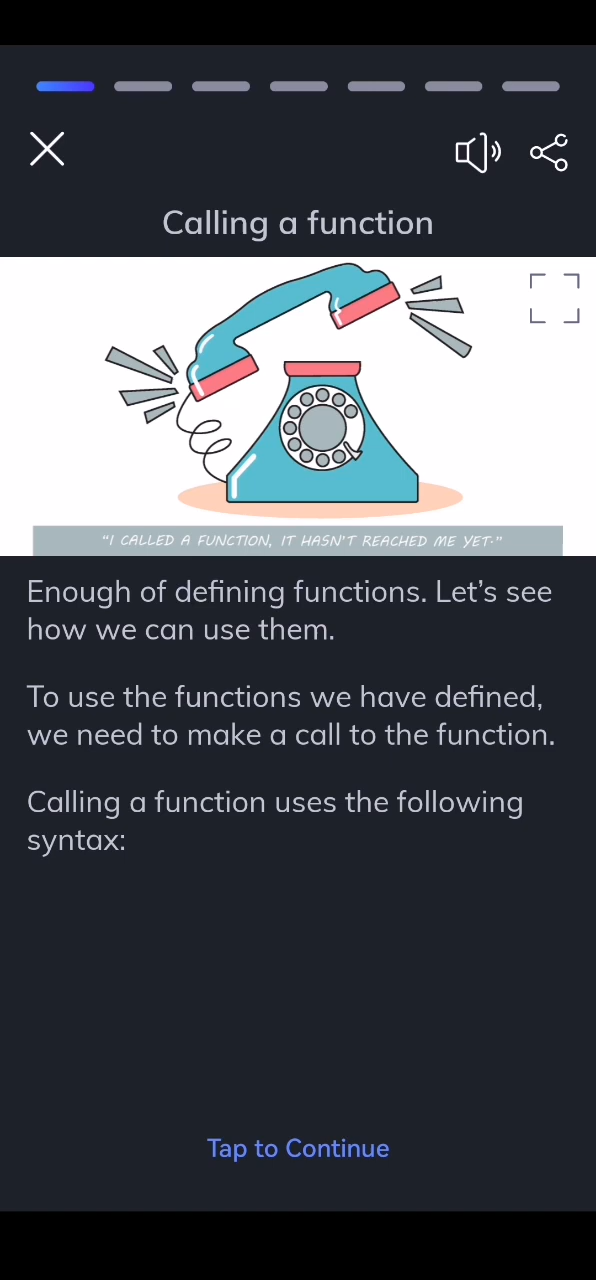 Calling a function
"I CALLED A FUNCTION, IT HASN'T REACHED ME YET."
Enough of defining functions. Let’s see
how we can use them.
To use the functions we have defined,
we need to make a call to the function.
Calling a function uses the following
syntax:
Tap to Continue